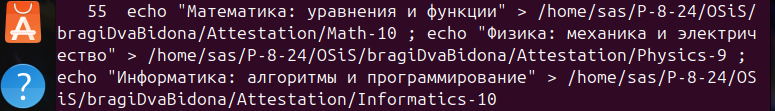 55 echo "Математика: уравнения и функции" > /home/sas/P-8-24/OSiS/
bragiDvaBidona/Attestation/Math-10 ; echo "Физика: механика и электрич
ество" > /home/sas/P-8-24/OSiS/bragiDvaBidona/Attestation/Physics-9 ;
echo "Информатика: алгоритмы и программирование" > /home/sas/P-8-24/OS
iS/bragiDvaBidona/Attestation/Informatics-10